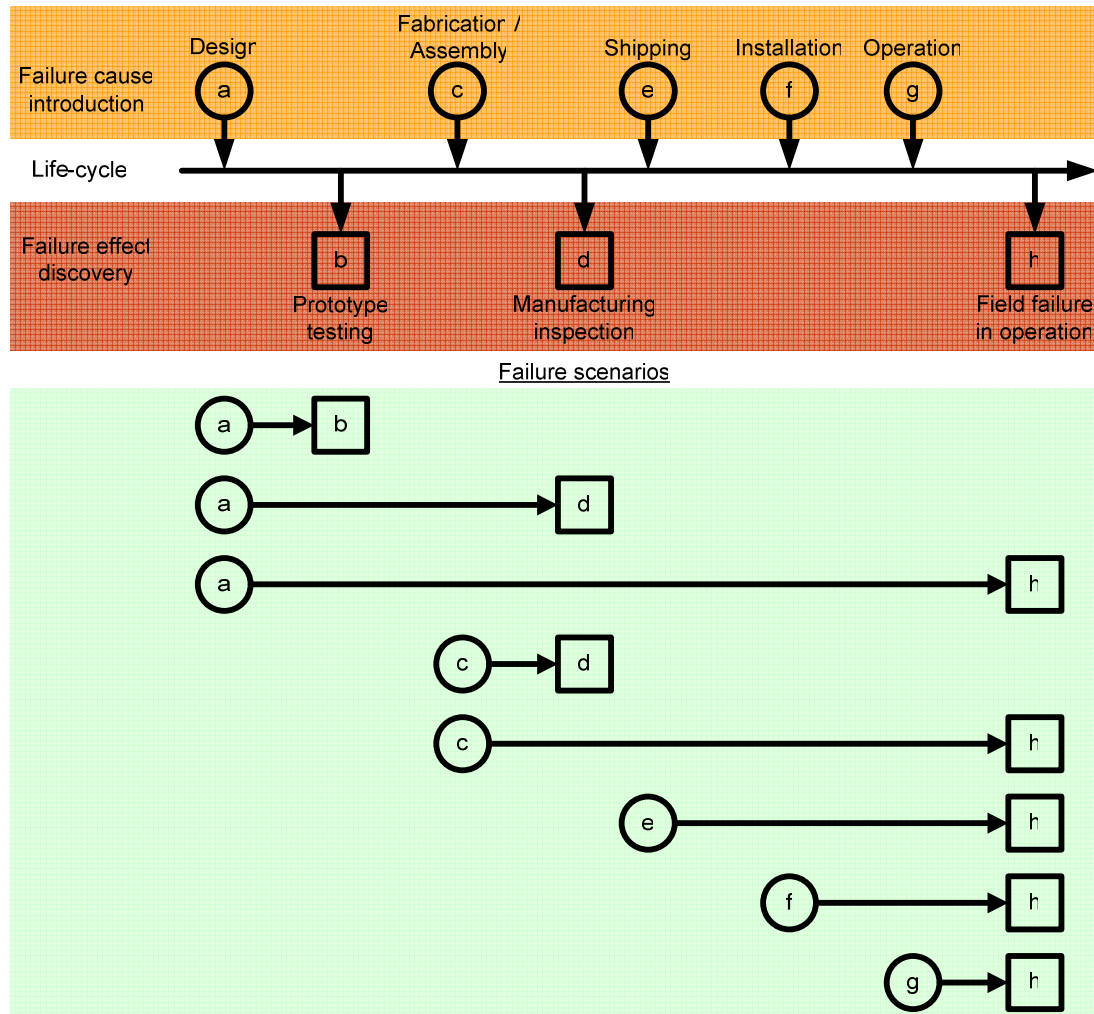 Design
Fabrication /
Assembly
Shipping
Installation
Operation
Failure cause
introduction
a
c
e
f
g
Life-cycle
Failure effect
discovery
b
d
h
Prototype
testing
Manufacturing
inspection
Field failure
in operation
Failure scenarios
a
b
a
d
a
h
c
d
c
h
e
h
f
h
g
h